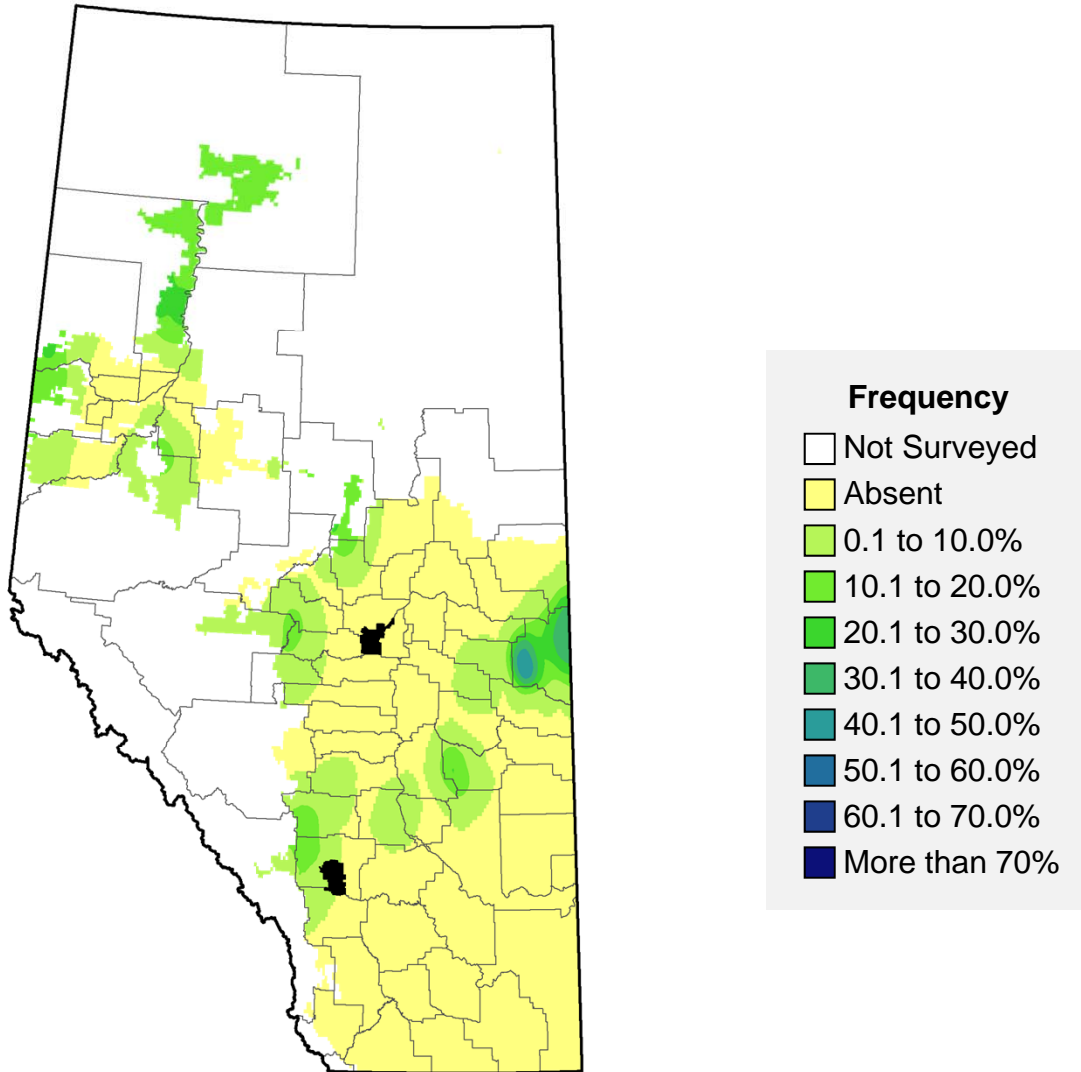 Frequency
Not Surveyed
Absent
0.1 to 10.0%
10.1 to 20.0%
20.1 to 30.0%
30.1 to 40.0%
40.1 to 50.0%
50.1 to 60.0%
60.1 to 70.0%
More than 70%